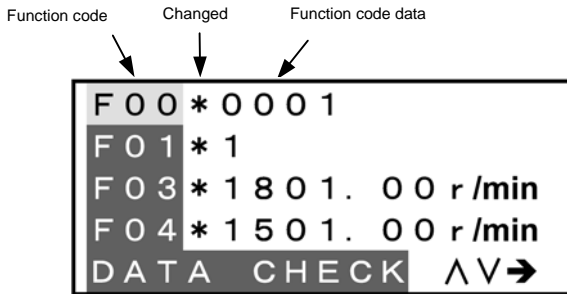 Function code Changed Function code data
F00*0001
F01*1
F03*1801. 00r/min
F04*1501. 00r/min
DATA CHECK ∧∨→